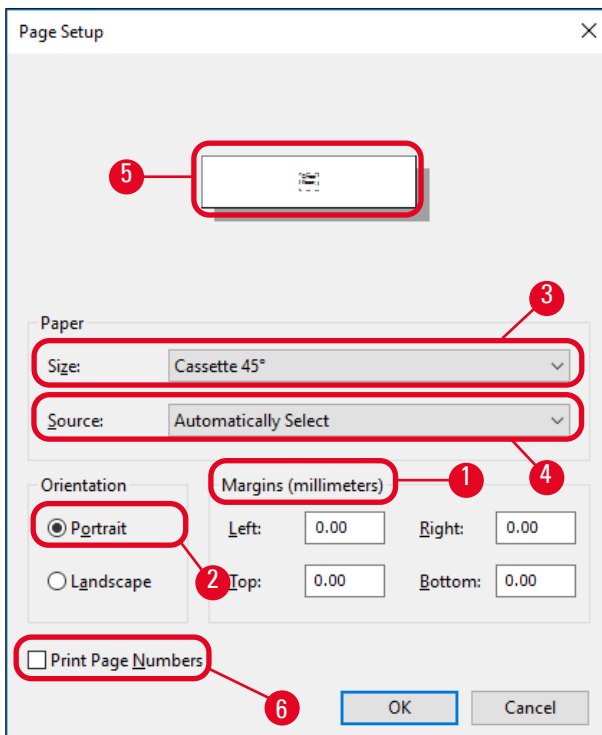 Page Setup
5
3
Paper
Size: Cassette 45°
Source: Automatically Select
4
Orientation
Margins (millimeters) 1
Portrait
Left: 0.00 Right: 0.00
2
Landscape
Top: 0.00 Bottom: 0.00
Print Page Numbers
6
OK Cancel